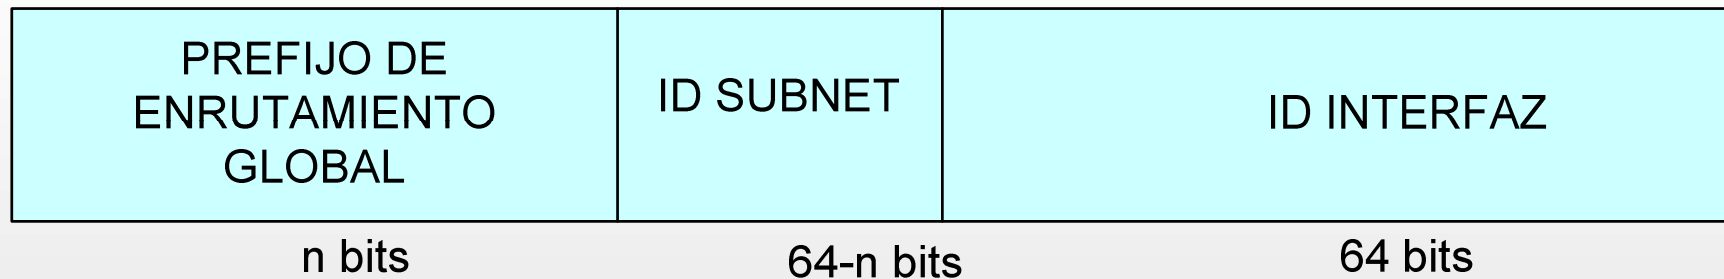 PREFIJO DE
ENRUTAMIENTO
GLOBAL
ID SUBNET
ID INTERFAZ
n bits
64-n bits
64 bits